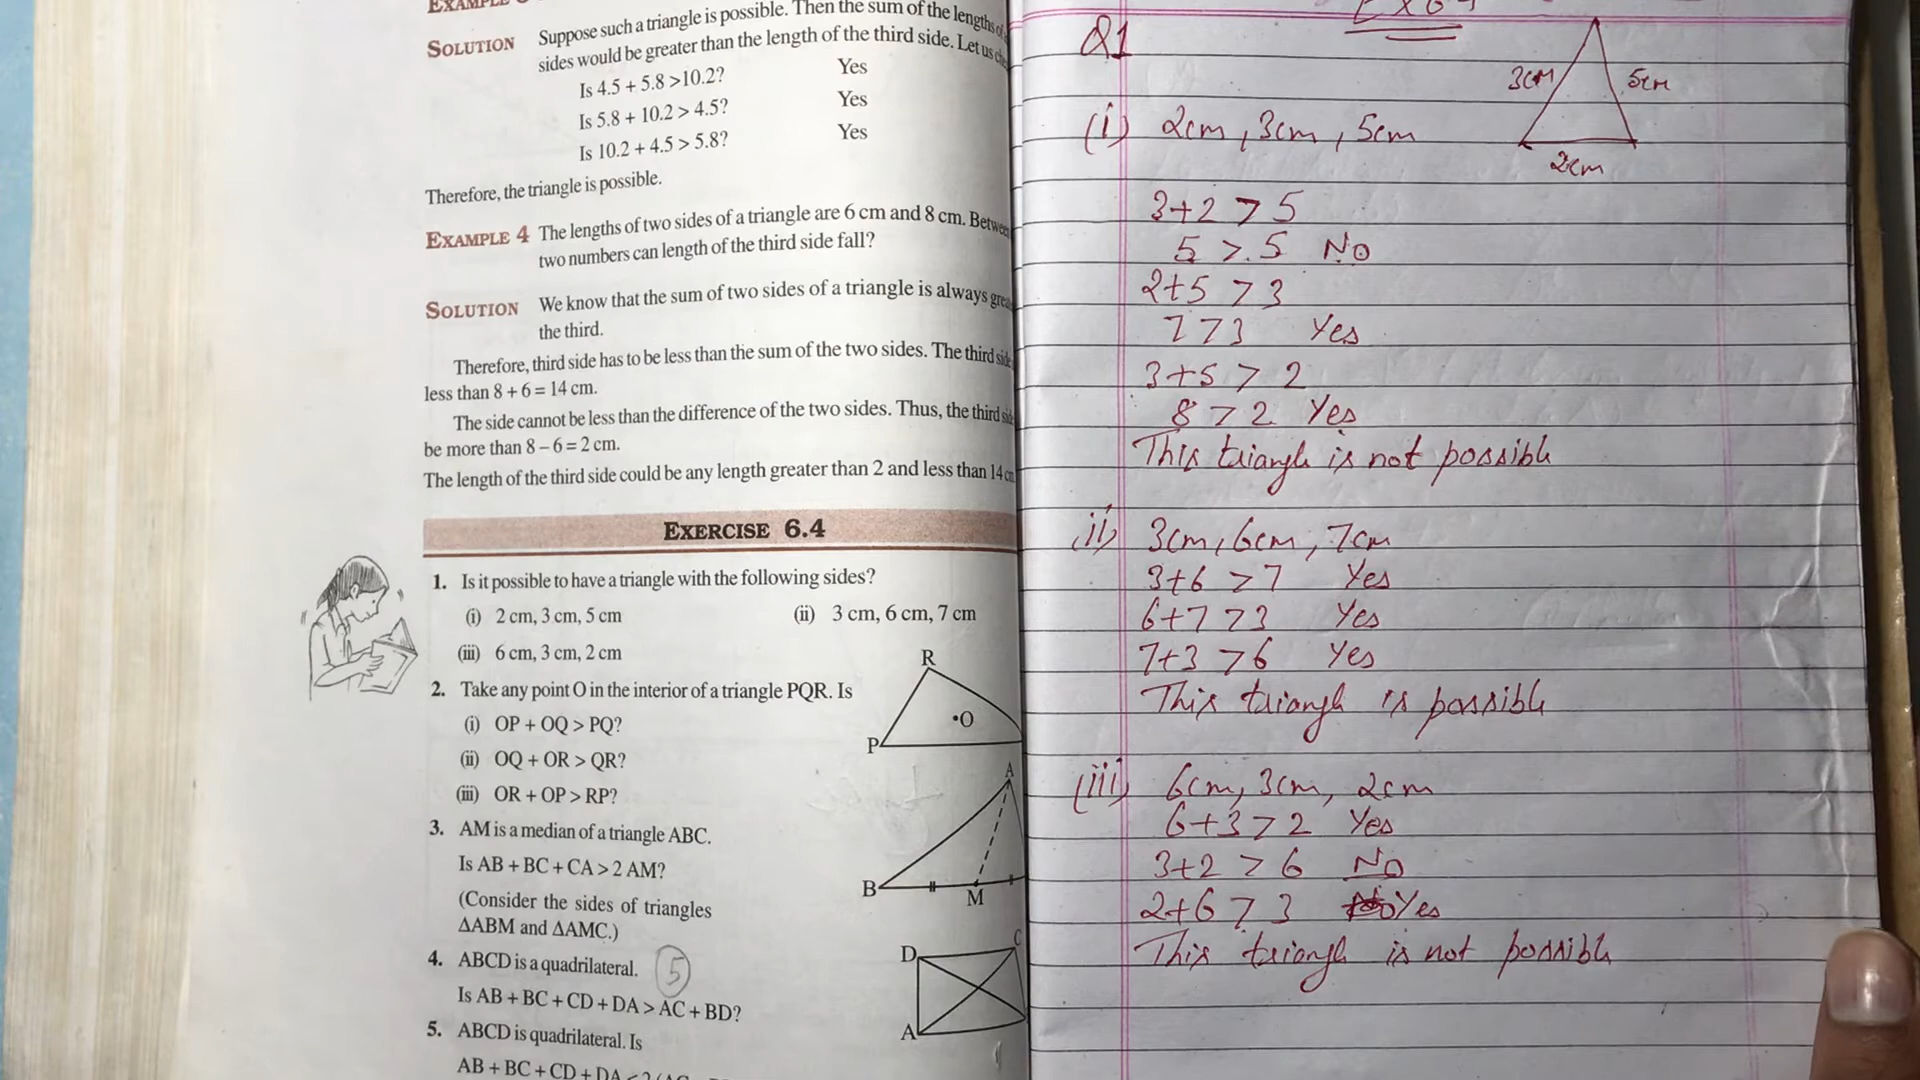 SOLUTION Suppose such a triangle is possible. Then the sum of the lengths
sides would be greater than the length of the third side. Let us
Is 4.5 + 5.8 > 10.2? Yes
Is 5.8 + 10.2 > 4.5? Yes
Is 10.2 + 4.5 > 5.8? Yes
Therefore, the triangle is possible.
EXAMPLE 4 The lengths of two sides of a triangle are 6 cm and 8 cm.
two numbers can length of the third side fall?
SOLUTION We know that the sum of two sides of a triangle is always
the third.
Therefore, third side has to be less than the sum of the two sides. The third
less than 8 + 6 = 14 cm.
The side cannot be less than the difference of the two sides. Thus, the third
be more than 8 – 6 = 2 cm.
The length of the third side could be any length greater than 2 and less than 14
EXERCISE 6.4
1. Is it possible to have a triangle with the following sides?
(i) 2 cm, 3 cm, 5 cm (ii) 3 cm, 6 cm, 7 cm
(iii) 6 cm, 3 cm, 2 cm
2. Take any point O in the interior of a triangle PQR. Is
(i) OP + OQ > PQ?
(ii) OQ + OR > QR?
(iii) OR + OP > RP?
R
•O
P
3. AM is a median of a triangle ABC.
Is AB + BC + CA > 2 AM?
(Consider the sides of triangles
ΔABM and ΔAMC.)
A
B
M
4. ABCD is a quadrilateral. 5
Is AB + BC + CD + DA > AC + BD?
D
C
A
5. ABCD is quadrilateral. Is
AB + BC + CD + DA
Q1
3cm 5cm
2cm
(i) 2cm, 3cm, 5cm
3+2 > 5
5 > 5 No
2+5 > 3
7 > 3 Yes
3+5 > 2
8 > 2 Yes
This triangle is not possible
(ii) 3cm, 6cm, 7cm
3+6 > 7 Yes
6+7 > 3 Yes
7+3 > 6 Yes
This triangle is possible
(iii) 6cm, 3cm, 2cm
6+3 > 2 Yes
3+2 > 6 No
2+6 > 3 Yes
This triangle is not possible